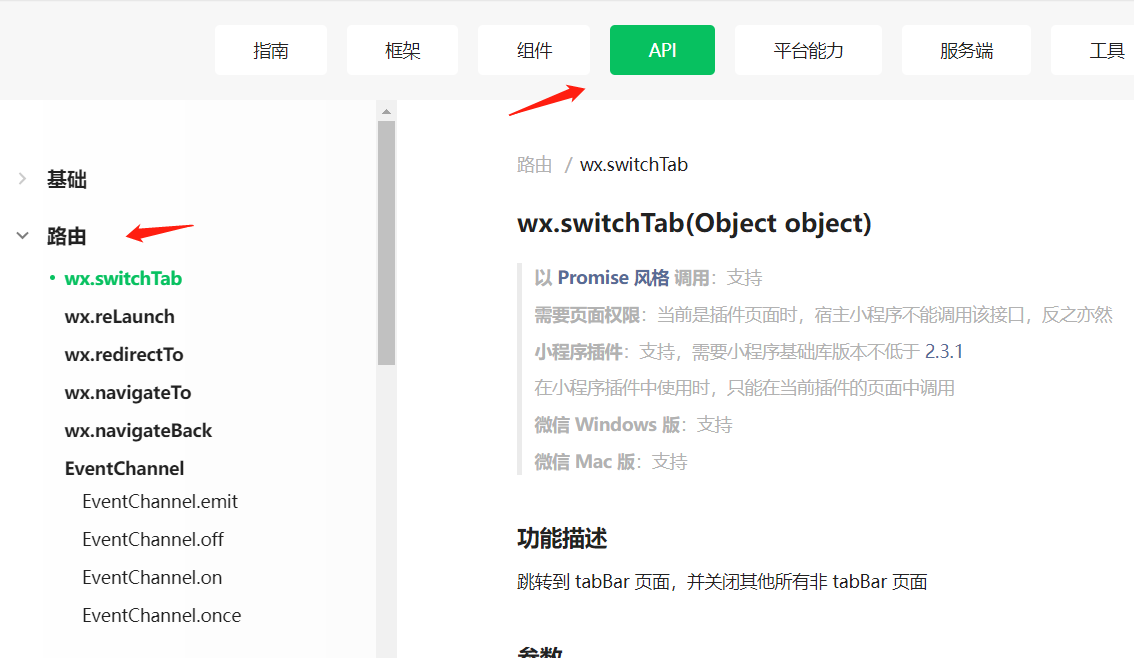 指南
框架
组件
API
平台能力
服务端
工具
基础
路由
wx.switchTab
wx.reLaunch
wx.redirectTo
wx.navigateTo
wx.navigateBack
EventChannel
EventChannel.emit
EventChannel.off
EventChannel.on
EventChannel.once
路由 / wx.switchTab
wx.switchTab(Object object)
以 Promise 风格 调用：支持
需要页面权限：当前是插件页面时，宿主小程序不能调用该接口，反之亦然
小程序插件：支持，需要小程序基础库版本不低于 2.3.1
在小程序插件中使用时，只能在当前插件的页面中调用
微信 Windows 版：支持
微信 Mac 版：支持
功能描述
跳转到 tabBar 页面，并关闭其他所有非 tabBar 页面
参数